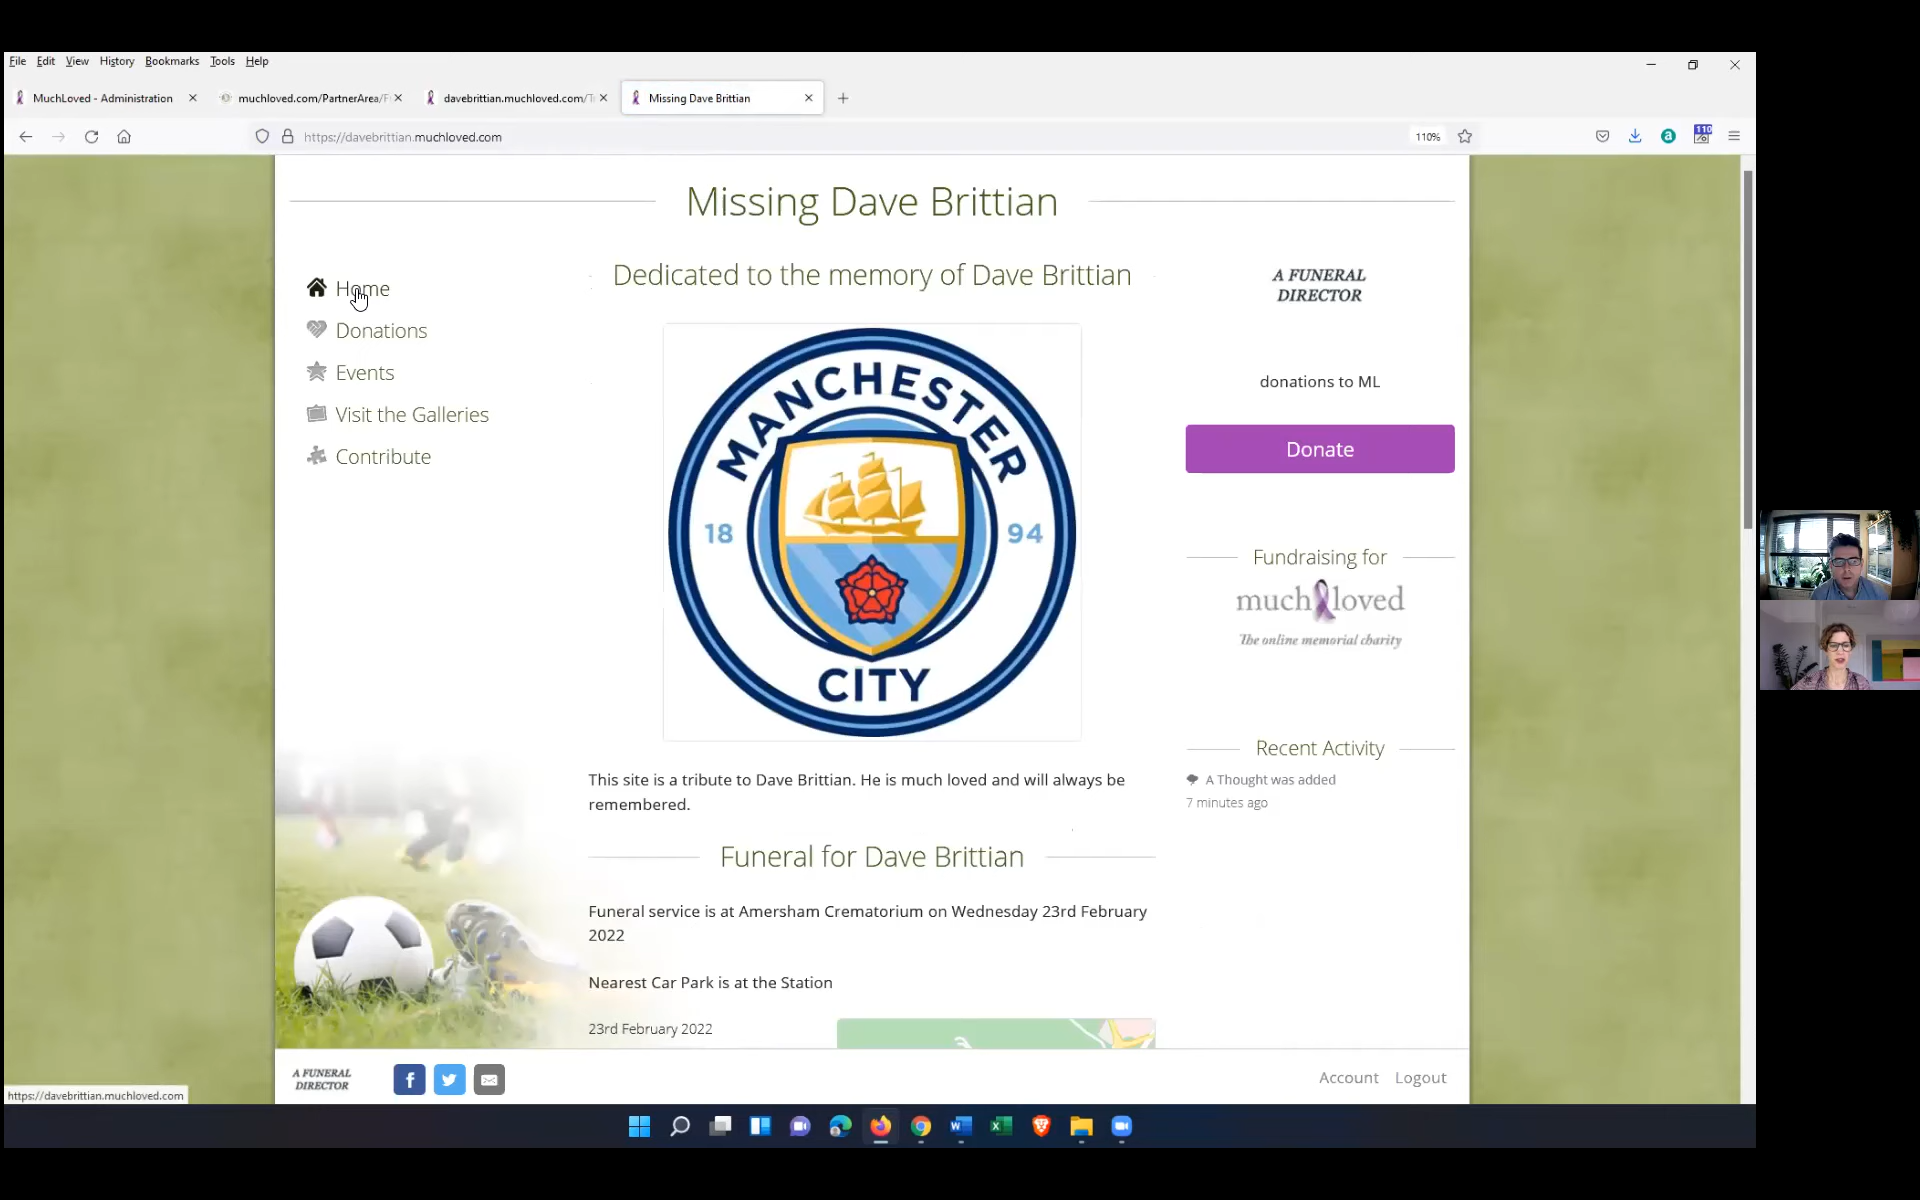 File Edit View History Bookmarks Tools Help
MuchLoved - Administration
muchloved.com/PartnerArea/F
davebrittian.muchloved.com/T
Missing Dave Brittian
https://davebrittian.muchloved.com
110%
110
Missing Dave Brittian
Home
Donations
Events
Visit the Galleries
Contribute
Dedicated to the memory of Dave Brittian
MANCHESTER
18 94
CITY
This site is a tribute to Dave Brittian. He is much loved and will always be
remembered.
Funeral for Dave Brittian
Funeral service is at Amersham Crematorium on Wednesday 23rd February
2022
Nearest Car Park is at the Station
23rd February 2022
A FUNERAL
DIRECTOR
donations to ML
Donate
Fundraising for
much loved
The online memorial charity
Recent Activity
A Thought was added
7 minutes ago
A FUNERAL
DIRECTOR
Account Logout
https://davebrittian.muchloved.com